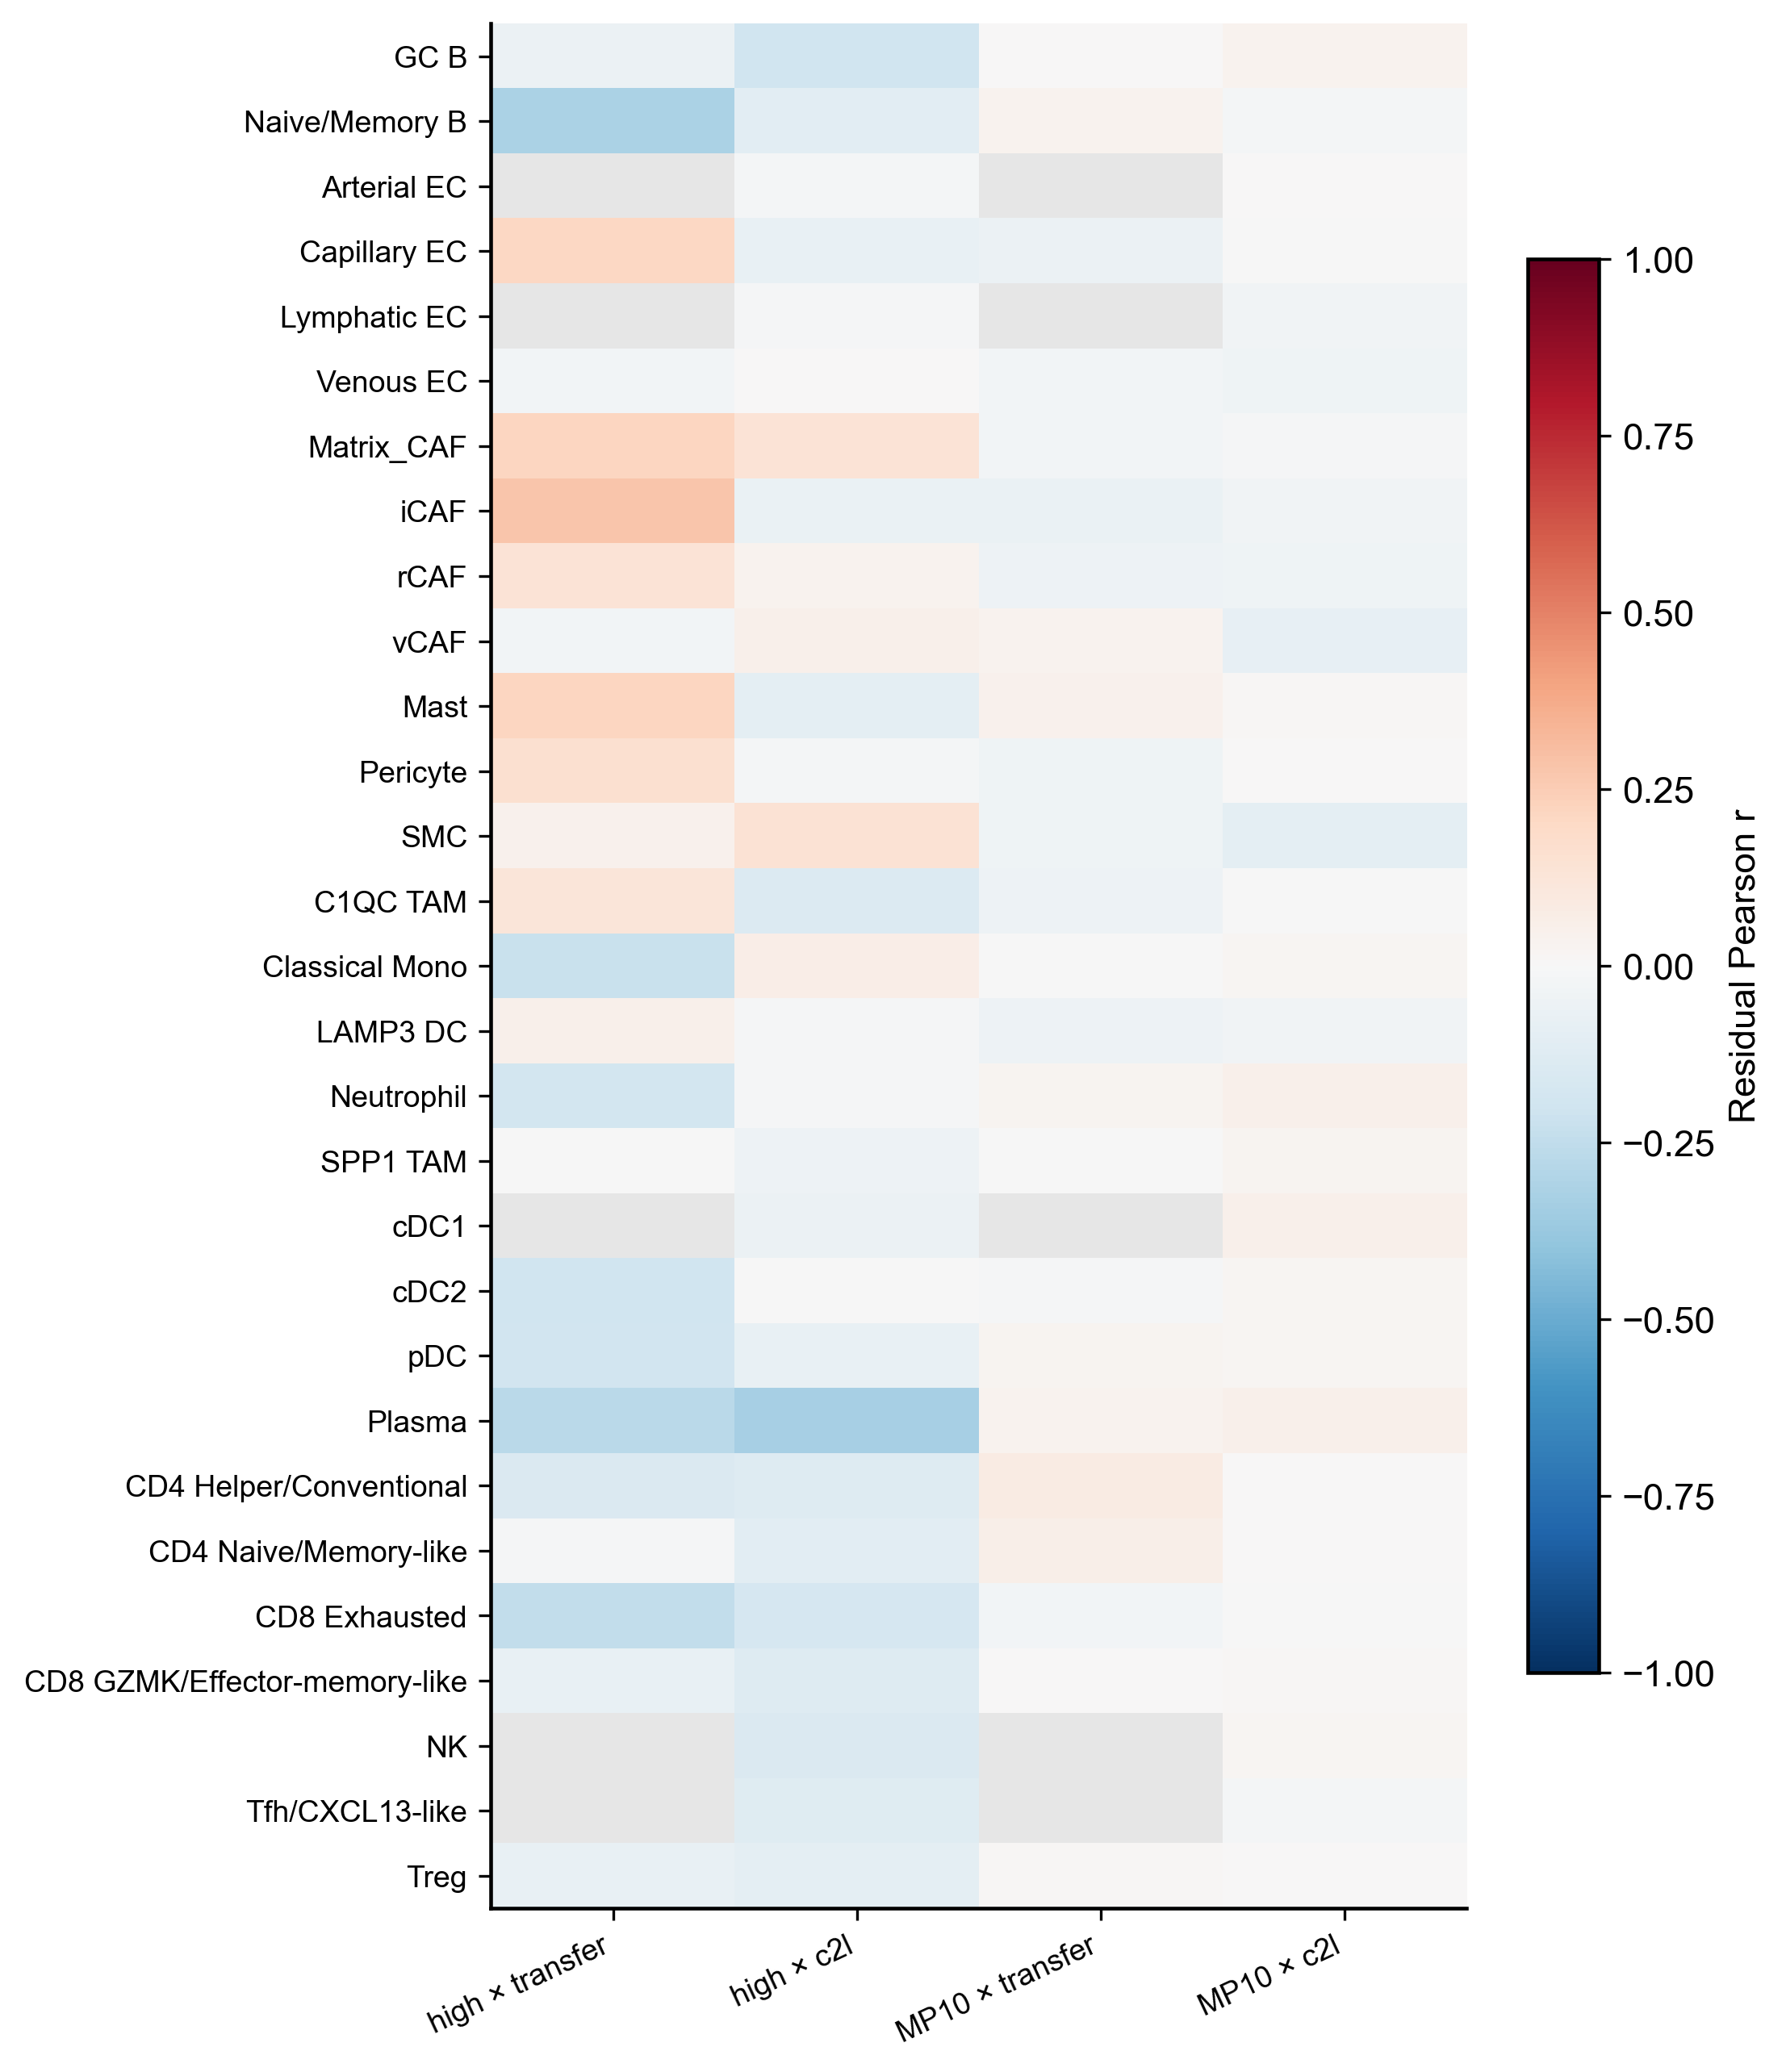 GC B
Naive/Memory B
Arterial EC
Capillary EC
Lymphatic EC
Venous EC
Matrix_CAF
iCAF
rCAF
vCAF
Mast
Pericyte
SMC
C1QC TAM
Classical Mono
LAMP3 DC
Neutrophil
SPP1 TAM
cDC1
cDC2
pDC
Plasma
CD4 Helper/Conventional
CD4 Naive/Memory-like
CD8 Exhausted
CD8 GZMK/Effector-memory-like
NK
Tfh/CXCL13-like
Treg
high × transfer
high × c2l
MP10 × transfer
MP10 × c2l
1.00
0.75
0.50
0.25
0.00
−0.25
−0.50
−0.75
−1.00
Residual Pearson r